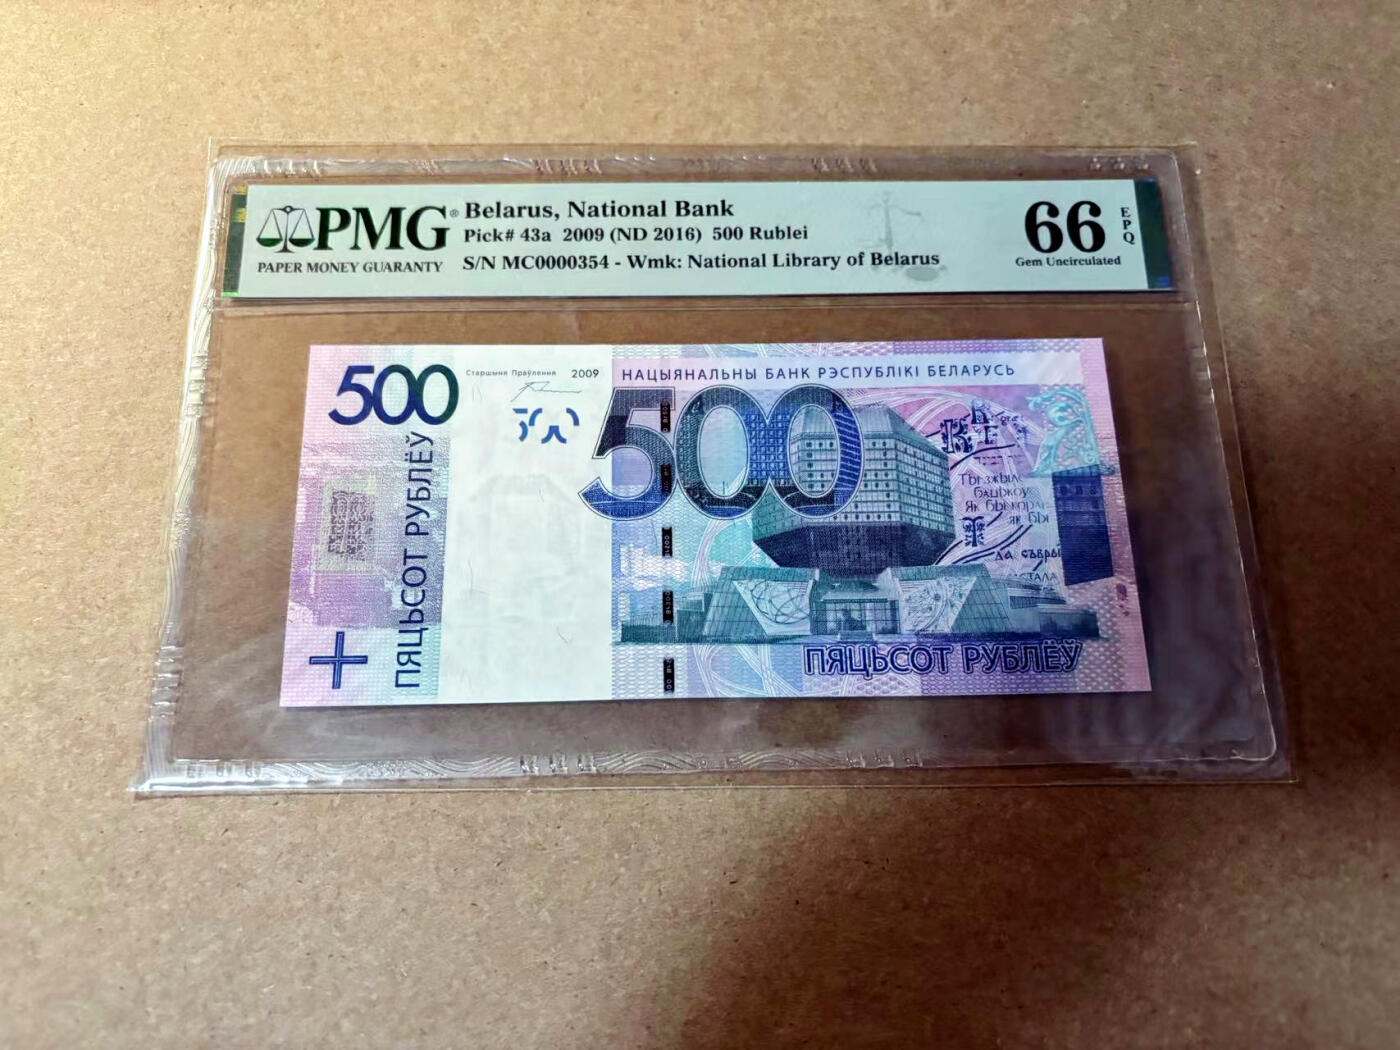 PMG®
PAPER MONEY GUARANTY
Belarus, National Bank
Pick# 43a 2009 (ND 2016) 500 Rublei
S/N MC0000354 - Wmk: National Library of Belarus
66
EPQ
Gem Uncirculated
500
Старшыня Праўлення 2009
НАЦЫЯНАЛЬНЫ БАНК РЭСПУБЛІКІ БЕЛАРУСЬ
500
500
ПЯЦЬСОТ РУБЛЁЎ
ПЯЦЬСОТ РУБЛЁЎ